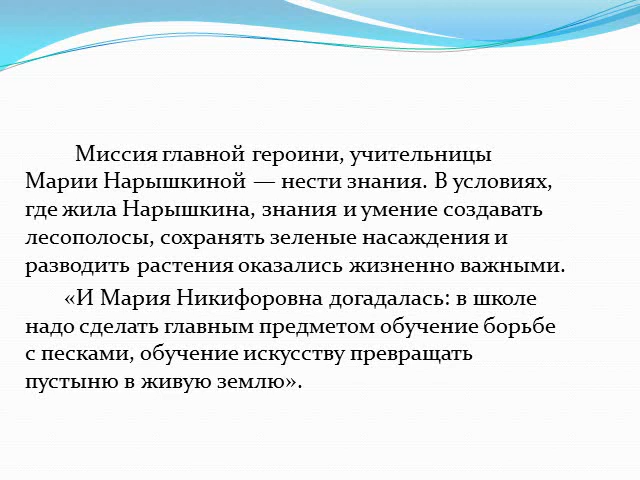 Миссия главной героини, учительницы
Марии Нарышкиной — нести знания. В условиях,
где жила Нарышкина, знания и умение создавать
лесополосы, сохранять зеленые насаждения и
разводить растения оказались жизненно важными.
«И Мария Никифоровна догадалась: в школе
надо сделать главным предметом обучение борьбе
с песками, обучение искусству превращать
пустыню в живую землю».